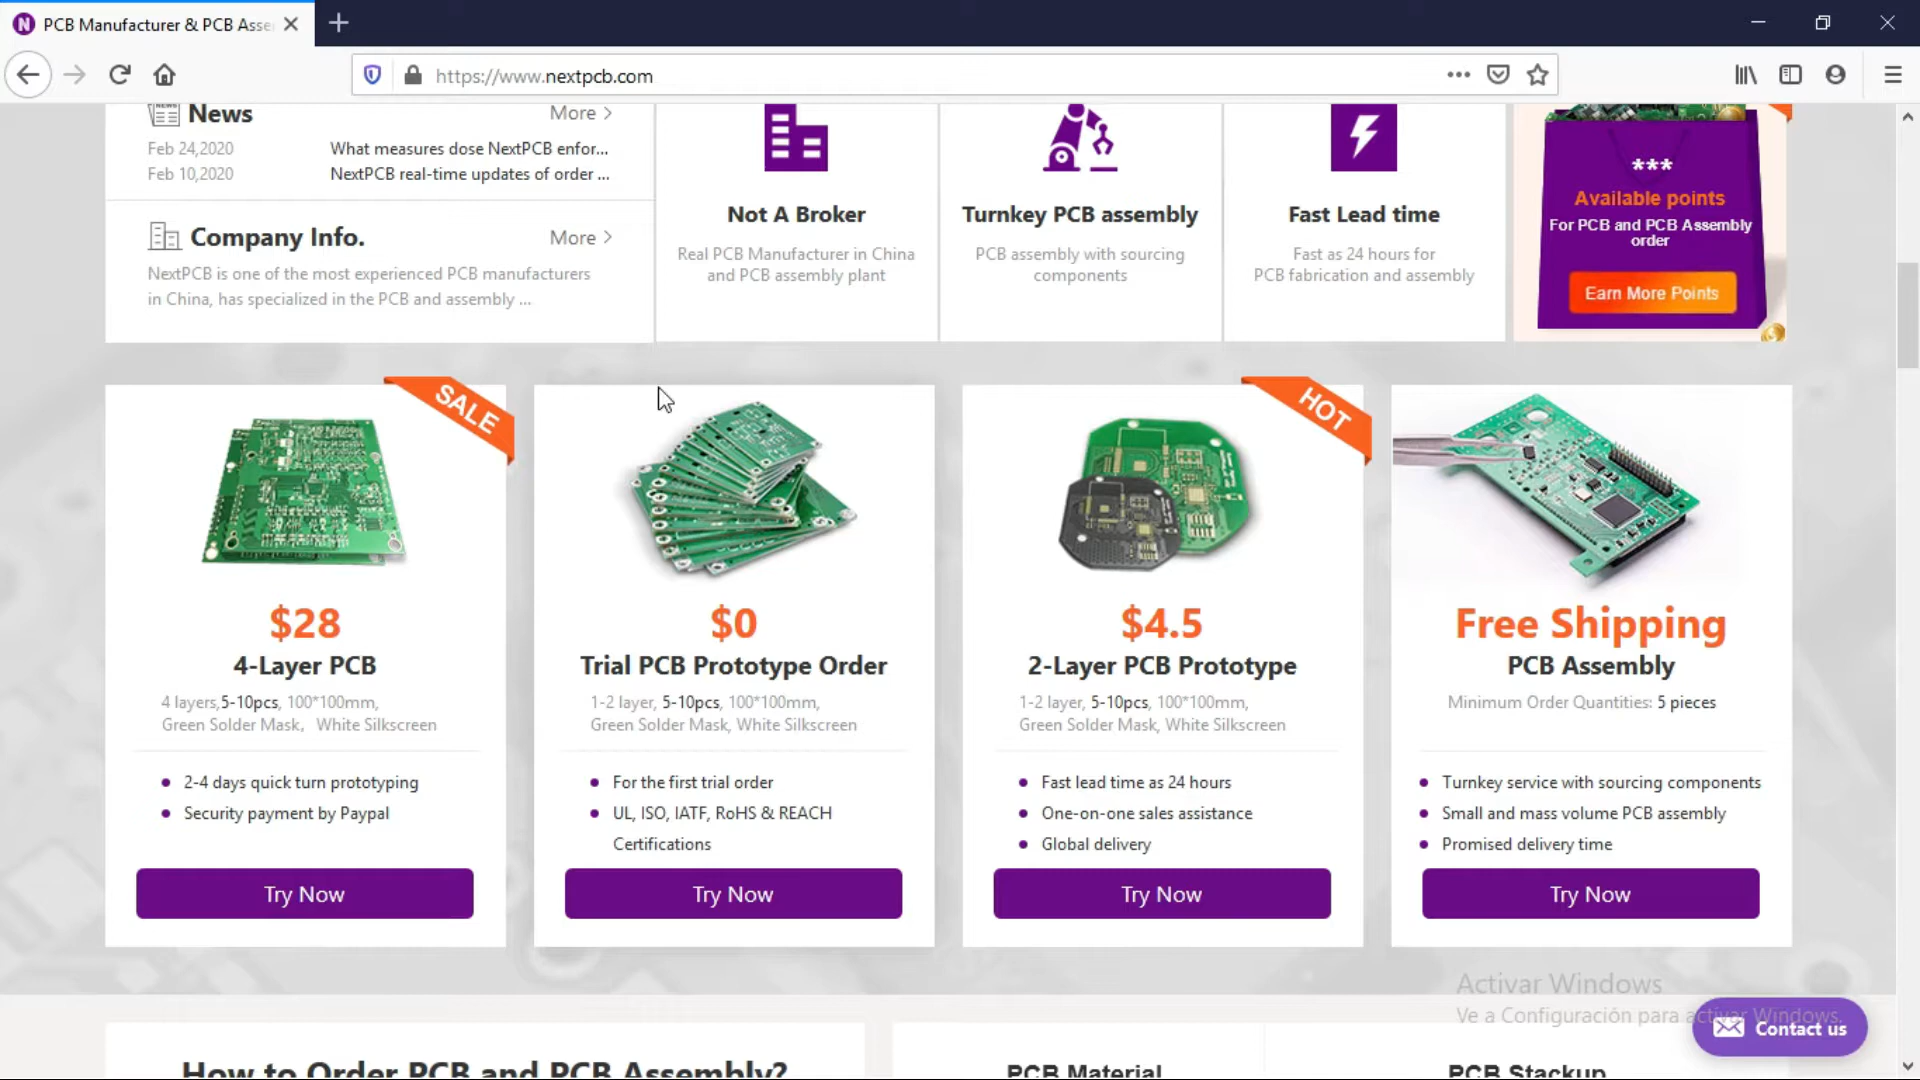 PCB Manufacturer & PCB Asse
https://www.nextpcb.com
News
More >
Feb 24,2020
What measures dose NextPCB enfor...
Feb 10,2020
NextPCB real-time updates of order ...
Company Info.
More >
NextPCB is one of the most experienced PCB manufacturers
in China, has specialized in the PCB and assembly ...
Not A Broker
Real PCB Manufacturer in China
and PCB assembly plant
Turnkey PCB assembly
PCB assembly with sourcing
components
Fast Lead time
Fast as 24 hours for
PCB fabrication and assembly
***
Available points
For PCB and PCB Assembly
order
Earn More Points
SALE
$28
4-Layer PCB
4 layers,5-10pcs, 100*100mm,
Green Solder Mask, White Silkscreen
2-4 days quick turn prototyping
Security payment by Paypal
Try Now
$0
Trial PCB Prototype Order
1-2 layer, 5-10pcs, 100*100mm,
Green Solder Mask, White Silkscreen
For the first trial order
UL, ISO, IATF, RoHS & REACH
Certifications
Try Now
HOT
$4.5
2-Layer PCB Prototype
1-2 layer, 5-10pcs, 100*100mm,
Green Solder Mask, White Silkscreen
Fast lead time as 24 hours
One-on-one sales assistance
Global delivery
Try Now
Free Shipping
PCB Assembly
Minimum Order Quantities: 5 pieces
Turnkey service with sourcing components
Small and mass volume PCB assembly
Promised delivery time
Try Now
Activar Windows
Ve a Configuración para activar Windows.
Contact us
How to Order PCB and PCB Assembly?
PCB Material
PCB Stackup